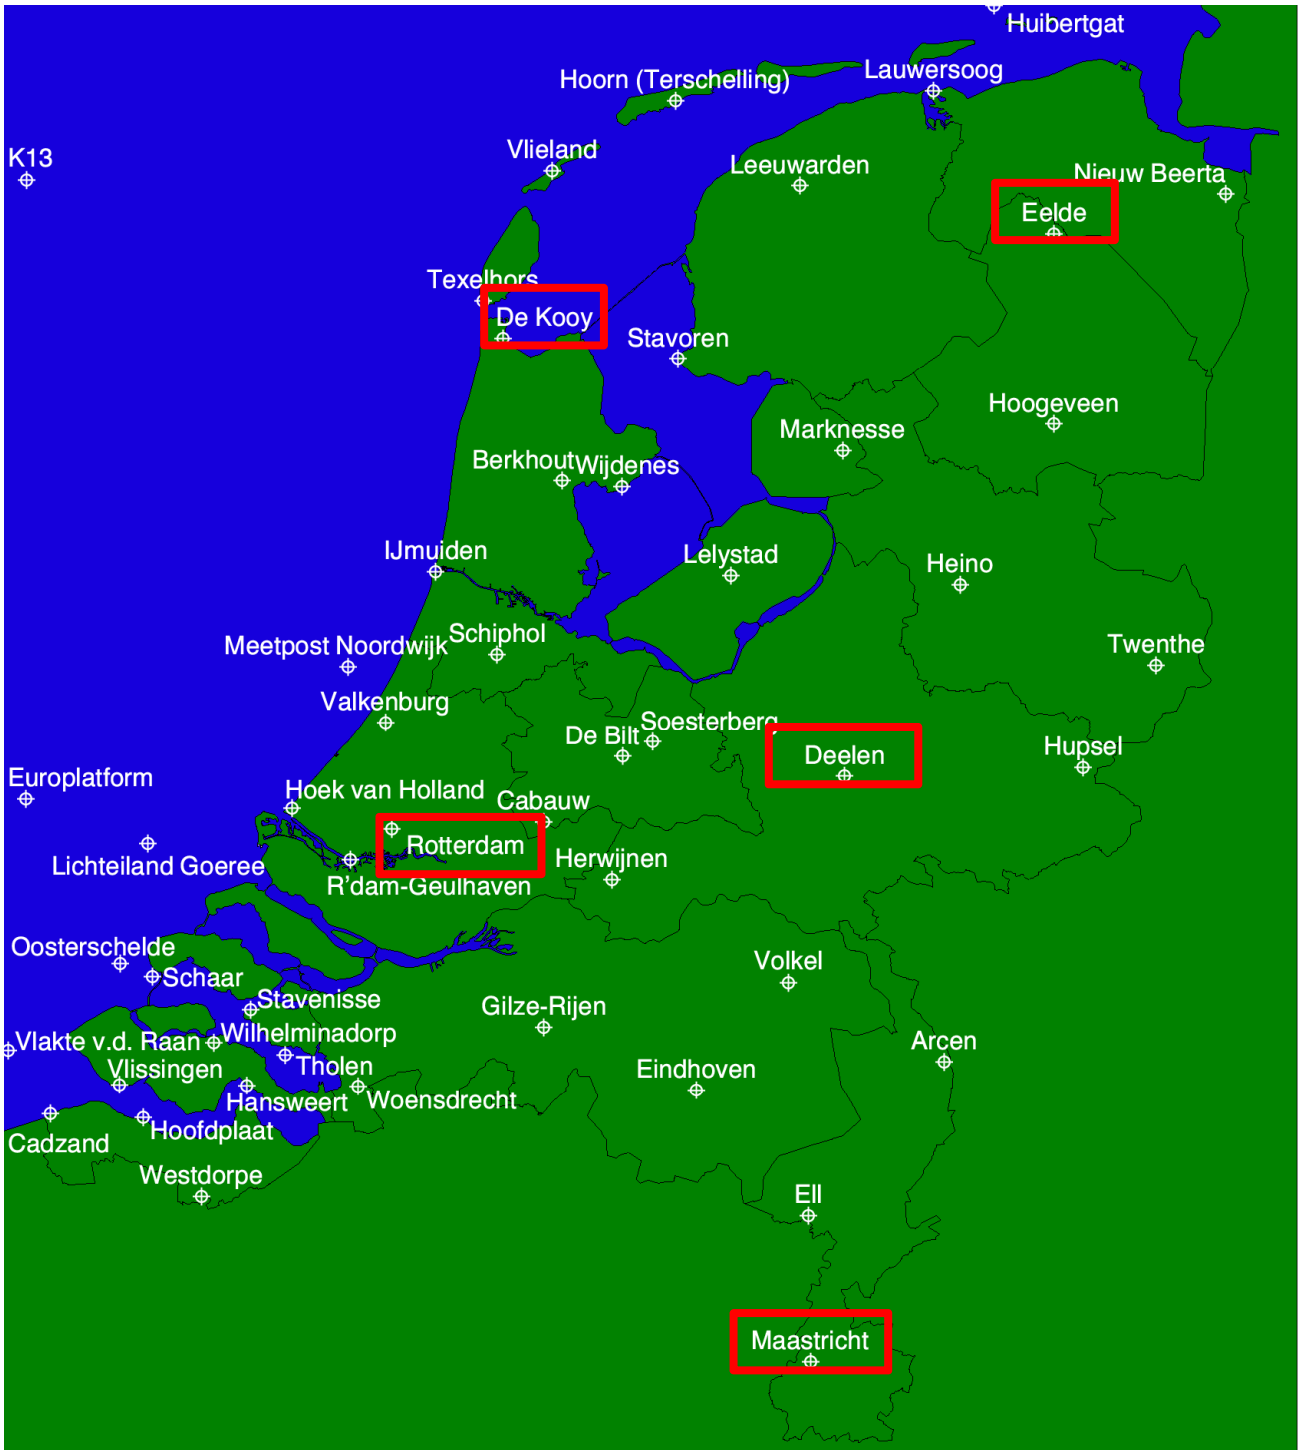 Huibertgat
Lauwersoog
Hoorn (Terschelling)
Vlieland
K13
Leeuwarden
Nieuw Beerta
Eelde
Texelhors
De Kooy
Stavoren
Hoogeveen
Marknesse
Berkhout
Wijdenes
IJmuiden
Lelystad
Heino
Schiphol
Meetpost Noordwijk
Twenthe
Valkenburg
Soesterberg
De Bilt
Deelen
Hupsel
Europlatform
Hoek van Holland
Cabauw
Rotterdam
Lichteiland Goeree
Herwijnen
R'dam-Geulhaven
Oosterschelde
Schaar
Volkel
Stavenisse
Gilze-Rijen
Wilhelminadorp
Vlakte v.d. Raan
Arcen
Tholen
Vlissingen
Eindhoven
Hansweert
Woensdrecht
Hoofdplaat
Cadzand
Westdorpe
Ell
Maastricht